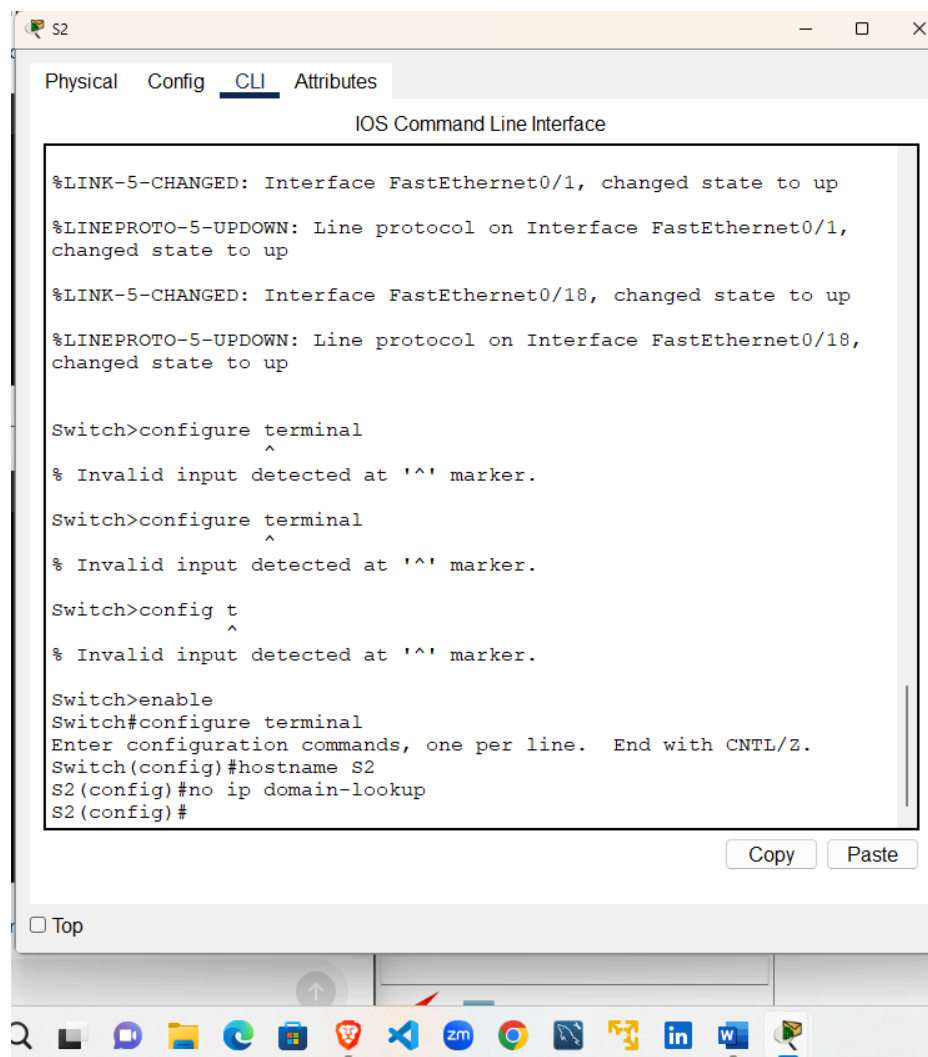 S2
Physical Config CLI Attributes
IOS Command Line Interface
%LINK-5-CHANGED: Interface FastEthernet0/1, changed state to up
%LINEPROTO-5-UPDOWN: Line protocol on Interface FastEthernet0/1,
changed state to up
%LINK-5-CHANGED: Interface FastEthernet0/18, changed state to up
%LINEPROTO-5-UPDOWN: Line protocol on Interface FastEthernet0/18,
changed state to up
Switch>configure terminal
^
% Invalid input detected at '^' marker.
Switch>configure terminal
^
% Invalid input detected at '^' marker.
Switch>config t
^
% Invalid input detected at '^' marker.
Switch>enable
Switch#configure terminal
Enter configuration commands, one per line.  End with CNTL/Z.
Switch(config)#hostname S2
S2(config)#no ip domain-lookup
S2(config)#
Copy Paste
Top
zm in W